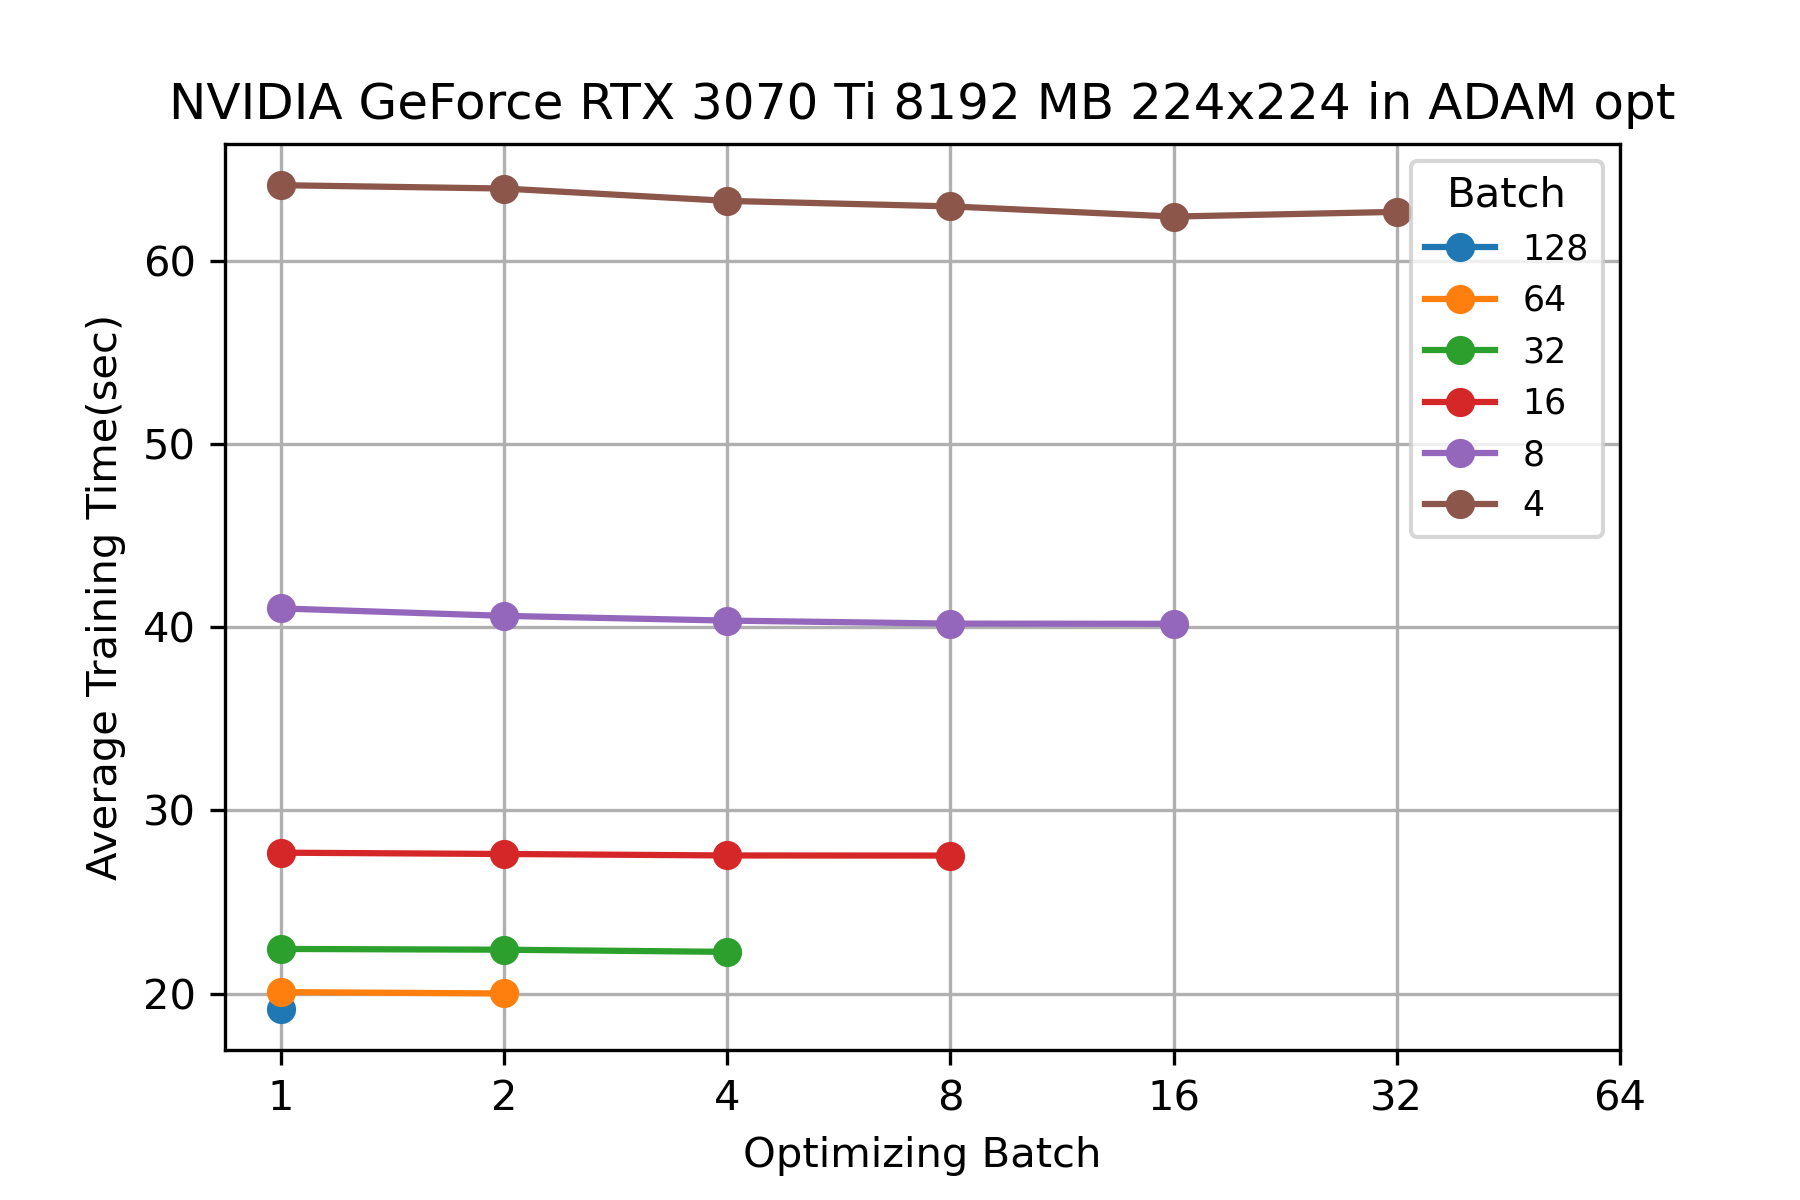 NVIDIA GeForce RTX 3070 Ti 8192 MB 224x224 in ADAM opt
Average Training Time(sec)
60
50
40
30
20
1 2 4 8 16 32 64
Optimizing Batch
Batch
128
64
32
16
8
4